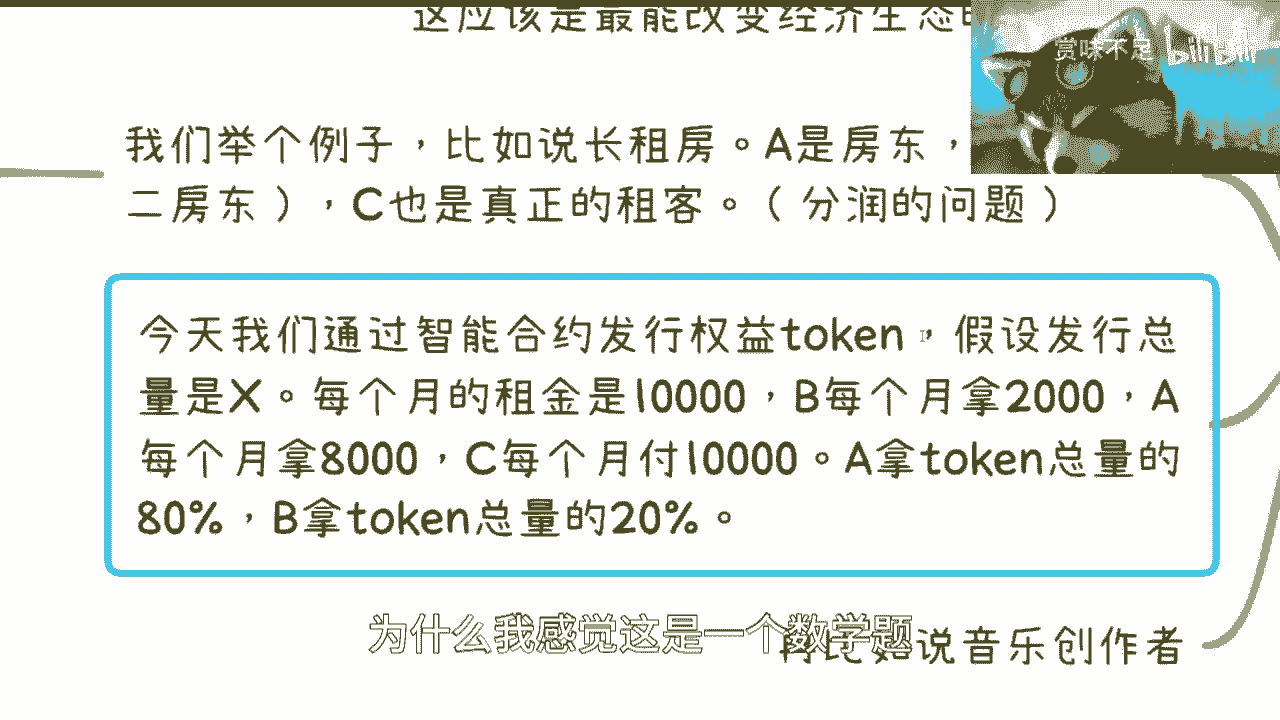 这应该是最能改变经济生态
赏味不足 bilibili
我们举个例子，比如说长租房。A是房东，
二房东），C也是真正的租客。（分润的问题）
今天我们通过智能合约发行权益token，假设发行总
量是X。每个月的租金是10000，B每个月拿2000，A
每个月拿8000，C每个月付10000。A拿token总量的
80%，B拿token总量的20%。
为什么我感觉这是一个数学题
再比如说音乐创作者